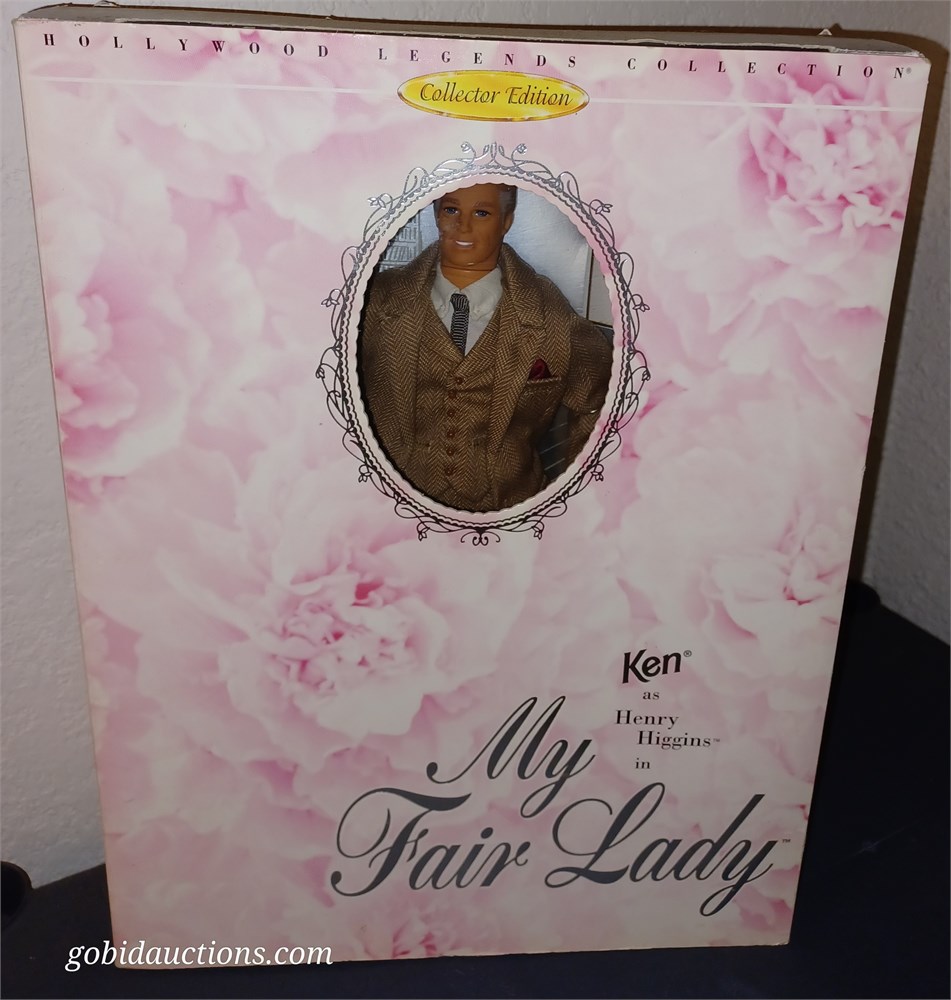 HOLLYWOOD LEGENDS COLLECTION®
Collector Edition
Ken®
as
Henry
Higgins™
in
My
Fair Lady™
gobidauctions.com